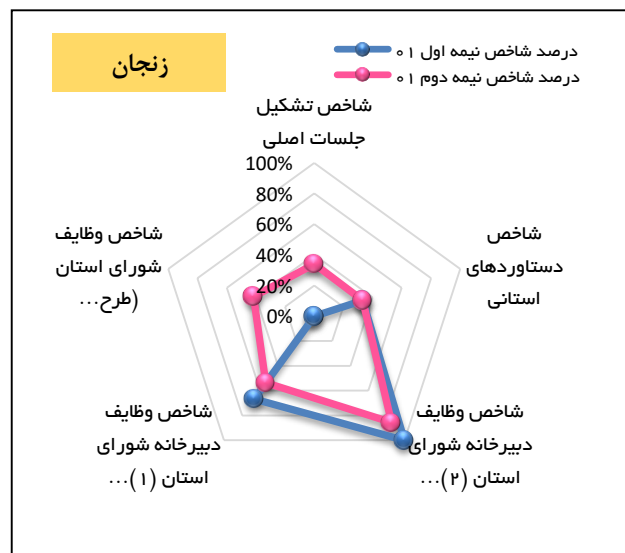 زنجان
درصد شاخص نیمه اول ۰۱
درصد شاخص نیمه دوم ۰۱
شاخص تشکیل
جلسات اصلی
100%
80%
60%
40%
20%
0%
شاخص
دستاوردهای
استانی
شاخص وظایف
دبیرخانه شورای
استان (۲)...
شاخص وظایف
دبیرخانه شورای
استان (۱)...
شاخص وظایف
شورای استان
(طرح...